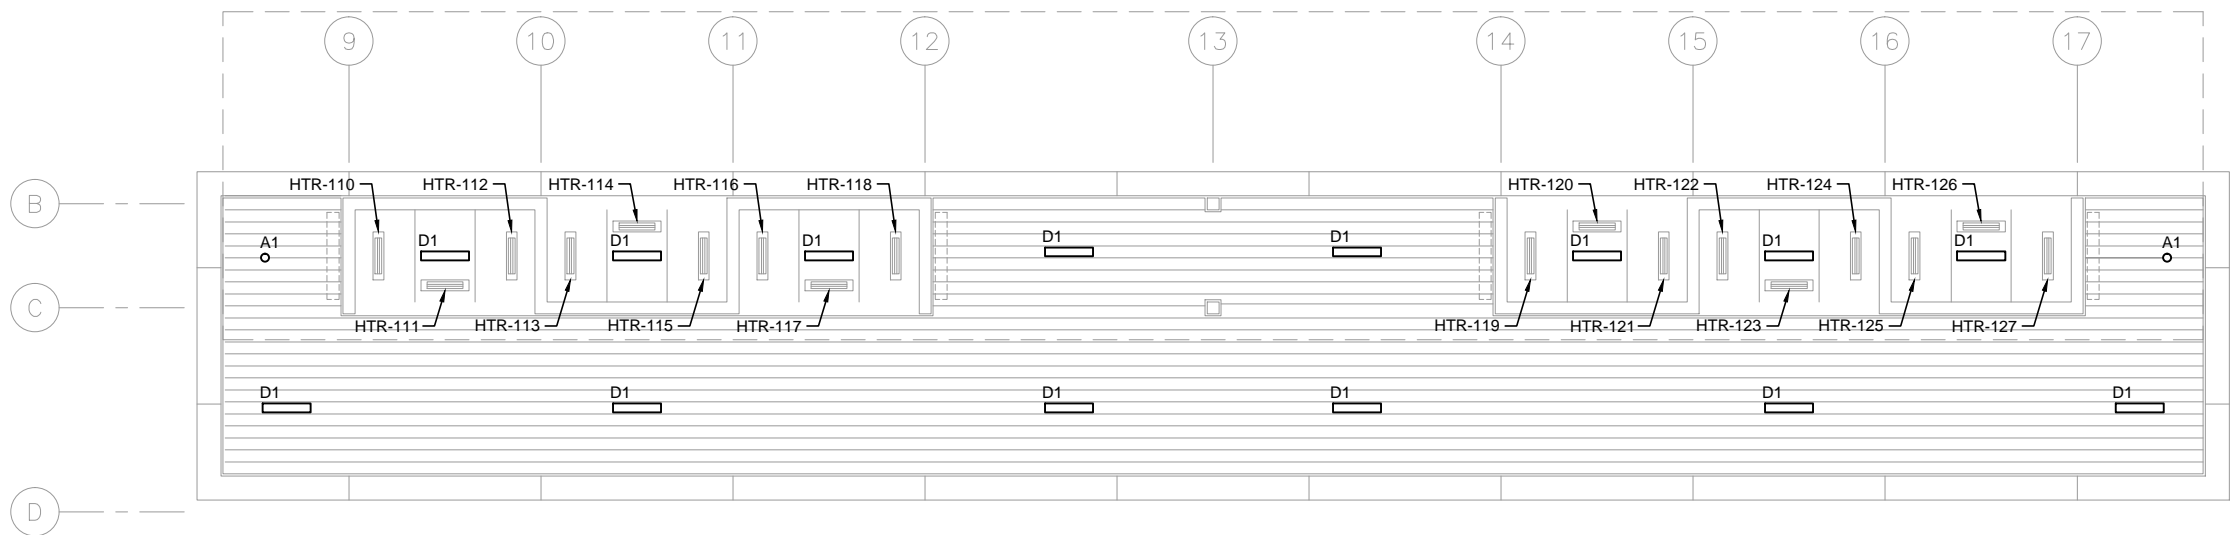 9 10 11 12 13 14 15 16 17
B
HTR-110 HTR-112 HTR-114 HTR-116 HTR-118 HTR-120 HTR-122 HTR-124 HTR-126
A1 D1 D1 D1 D1 D1 D1 D1 D1 A1
C
HTR-111 HTR-113 HTR-115 HTR-117 HTR-119 HTR-121 HTR-123 HTR-125 HTR-127
D1 D1 D1 D1 D1 D1
D